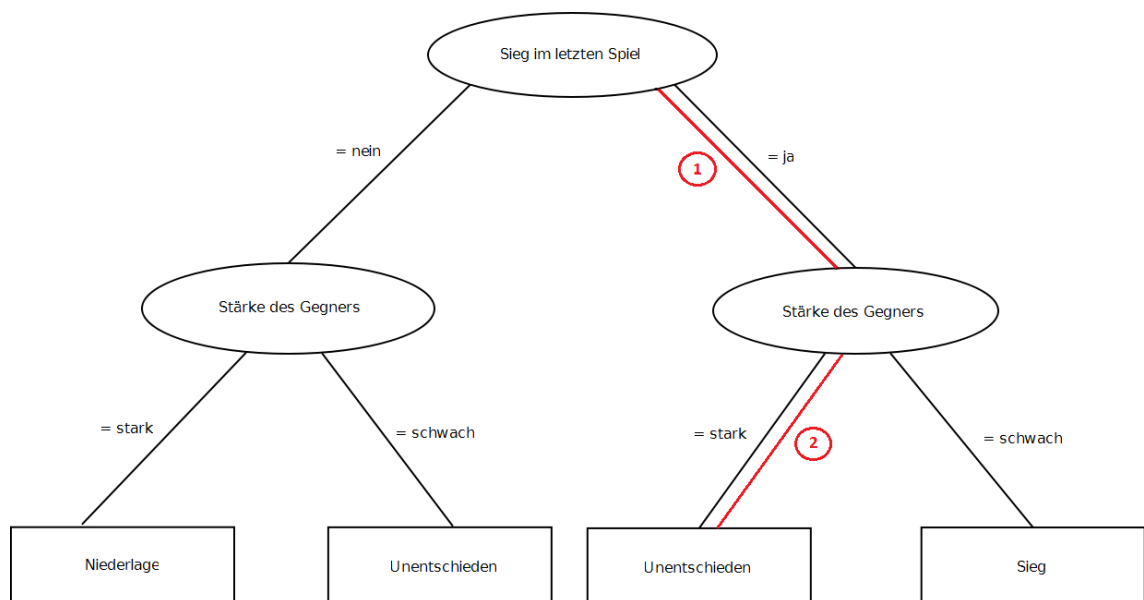 Sieg im letzten Spiel
= nein
= ja
1
Stärke des Gegners
Stärke des Gegners
= stark
= schwach
= stark
2
= schwach
Niederlage
Unentschieden
Unentschieden
Sieg